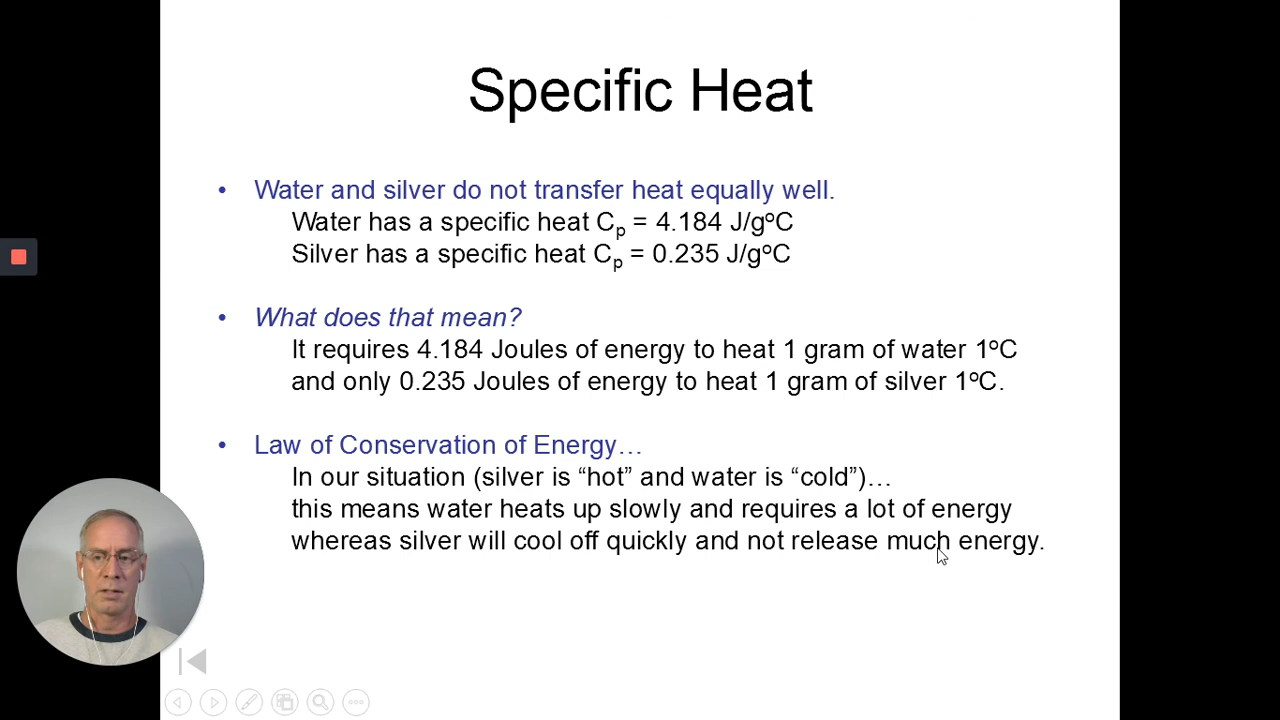 Specific Heat
• Water and silver do not transfer heat equally well.
Water has a specific heat Cp = 4.184 J/gºC
Silver has a specific heat Cp = 0.235 J/gºC
• What does that mean?
It requires 4.184 Joules of energy to heat 1 gram of water 1ºC
and only 0.235 Joules of energy to heat 1 gram of silver 1ºC.
• Law of Conservation of Energy…
In our situation (silver is “hot” and water is “cold”)…
this means water heats up slowly and requires a lot of energy
whereas silver will cool off quickly and not release much energy.